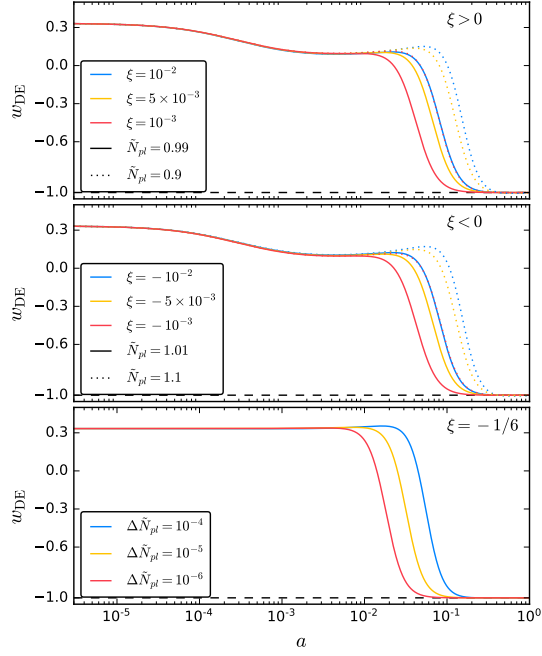 ξ > 0
0.3
0.0
−0.3
−0.6
−1.0
w_DE
ξ = 10^−2
ξ = 5 × 10^−3
ξ = 10^−3
Ñ_pl = 0.99
Ñ_pl = 0.9
ξ < 0
0.3
0.0
−0.3
−0.6
−1.0
w_DE
ξ = − 10^−2
ξ = − 5 × 10^−3
ξ = − 10^−3
Ñ_pl = 1.01
Ñ_pl = 1.1
ξ = − 1/6
0.3
0.0
−0.3
−0.6
−1.0
w_DE
ΔÑ_pl = 10^−4
ΔÑ_pl = 10^−5
ΔÑ_pl = 10^−6
10^−5 10^−4 10^−3 10^−2 10^−1 10^0
a